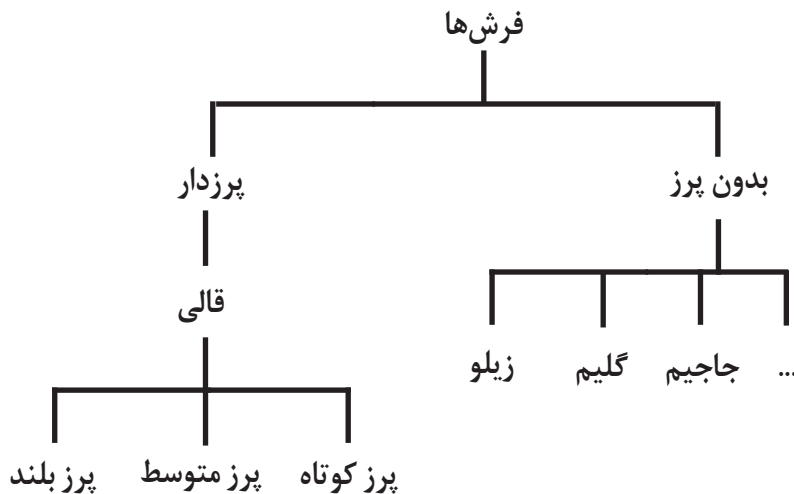 فرش‌ها
بدون پرز
پرزدار
قالی
... جاجیم گلیم زیلو
پرز کوتاه پرز متوسط پرز بلند